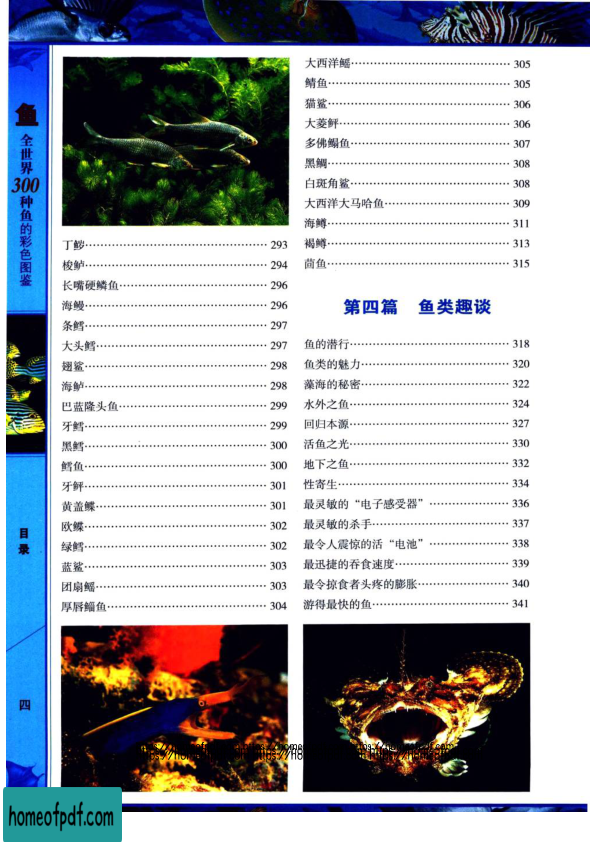 鱼
全世界300种鱼的彩色图鉴
目录
四
丁鱥……293
梭鲈……294
长嘴硬鳞鱼……296
海鳗……296
条鳕……297
大头鳕……297
翅鲨……298
海鲈……298
巴蓝隆头鱼……299
牙鳕……299
黑鳕……300
鳕鱼……300
牙鲆……301
黄盖鲽……301
欧鲽……302
绿鳕……302
蓝鲨……303
团扇鳐……303
厚唇鲻鱼……304
大西洋鳐……305
鲭鱼……305
猫鲨……306
大菱鲆……306
多佛鳎鱼……307
黑鲷……308
白斑角鲨……308
大西洋大马哈鱼……309
海鳟……311
褐鳟……313
茴鱼……315
第四篇 鱼类趣谈
鱼的潜行……318
鱼类的魅力……320
藻海的秘密……322
水外之鱼……324
回归本源……327
活鱼之光……330
地下之鱼……332
性寄生……334
最灵敏的“电子感受器”……336
最灵敏的杀手……337
最令人震惊的活“电池”……338
最迅捷的吞食速度……339
最令掠食者头疼的膨胀……340
游得最快的鱼……341
homeofpdf.com